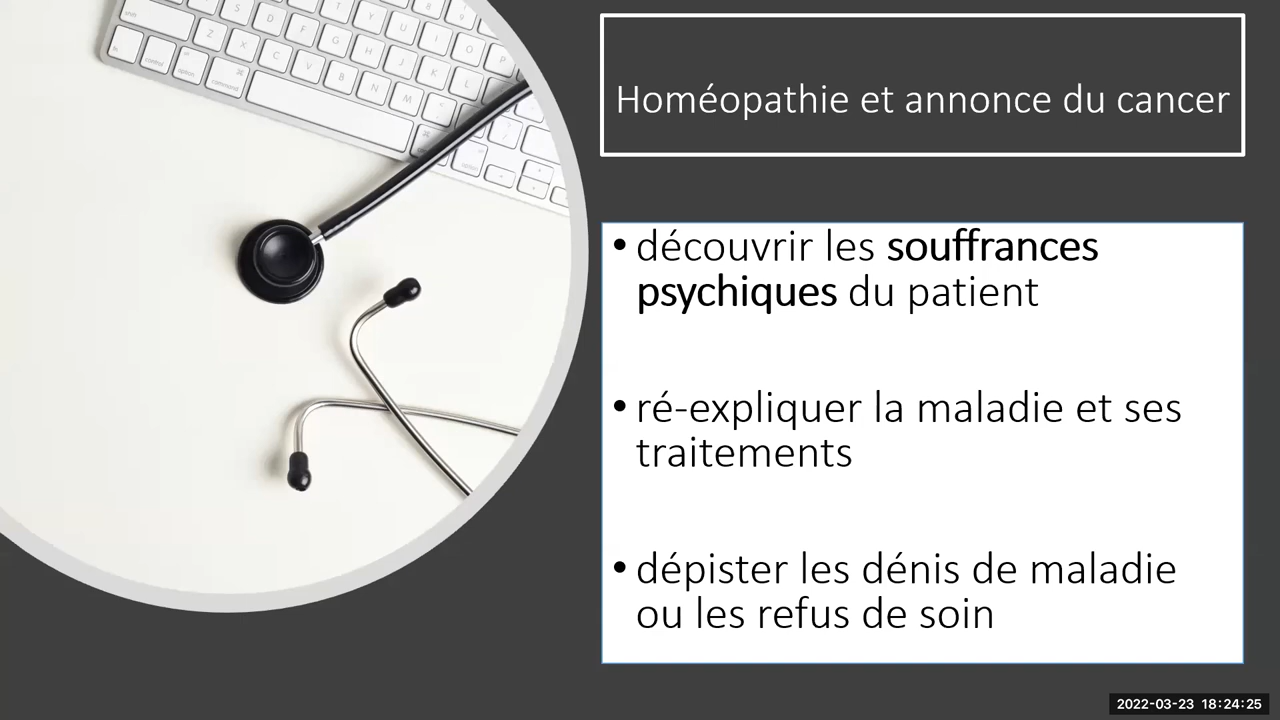 Homéopathie et annonce du cancer
• découvrir les souffrances
psychiques du patient
• ré-expliquer la maladie et ses
traitements
• dépister les dénis de maladie
ou les refus de soin
2022-03-23 18:24:25